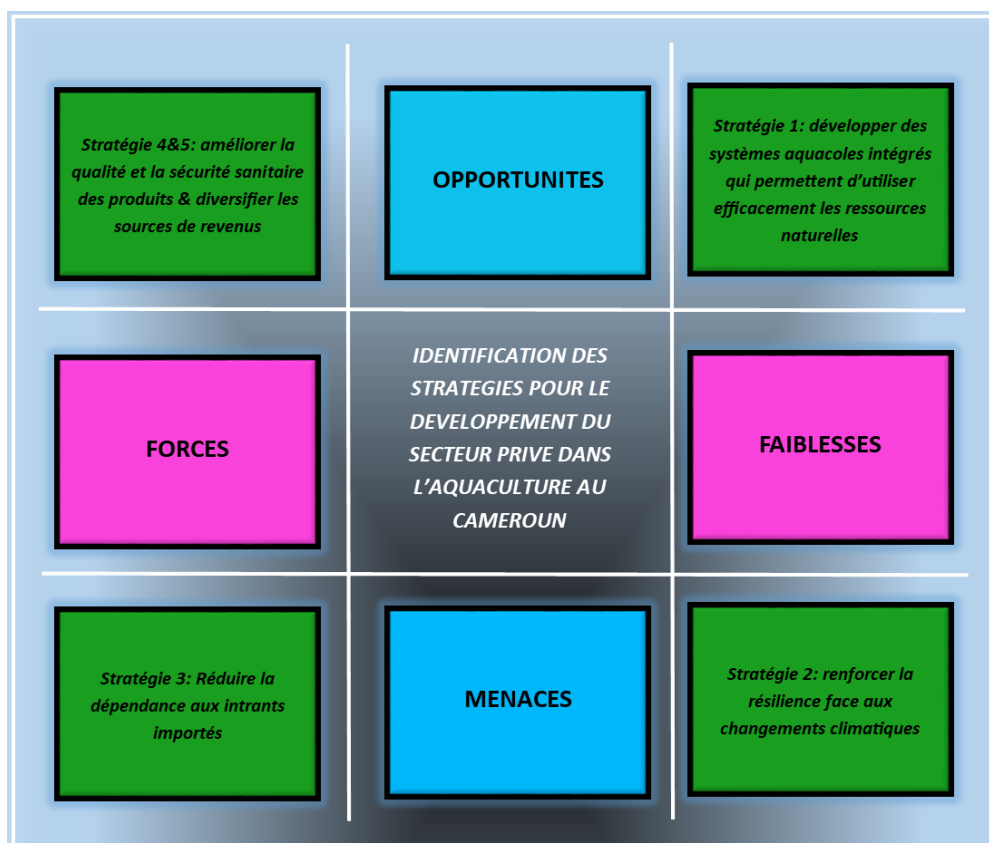 Stratégie 4&5: améliorer la
qualité et la sécurité sanitaire
des produits & diversifier les
sources de revenus
OPPORTUNITES
Stratégie 1: développer des
systèmes aquacoles intégrés
qui permettent d’utiliser
efficacement les ressources
naturelles
FORCES
IDENTIFICATION DES
STRATEGIES POUR LE
DEVELOPPEMENT DU
SECTEUR PRIVE DANS
L’AQUACULTURE AU
CAMEROUN
FAIBLESSES
Stratégie 3: Réduire la
dépendance aux intrants
importés
MENACES
Stratégie 2: renforcer la
résilience face aux
changements climatiques